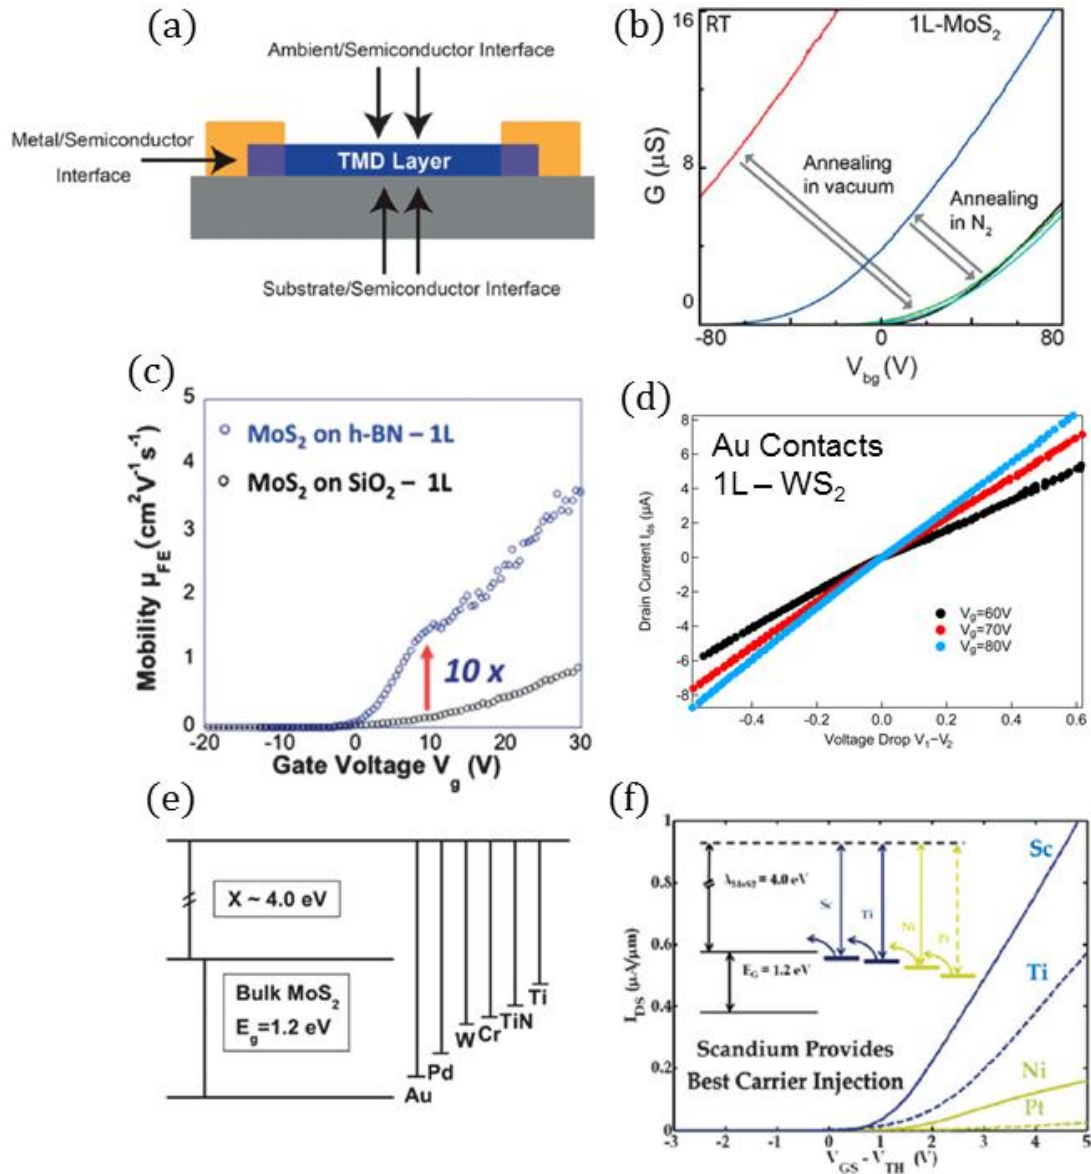 (a)
Ambient/Semiconductor Interface
Metal/Semiconductor
Interface
TMD Layer
Substrate/Semiconductor Interface
(b)
RT
1L-MoS2
16
8
0
G (µS)
Annealing
in vacuum
Annealing
in N2
-80
0
80
Vbg (V)
(c)
5
4
3
2
1
0
Mobility µFE (cm2V-1s-1)
MoS2 on h-BN – 1L
MoS2 on SiO2 – 1L
10 x
-20
-10
0
10
20
30
Gate Voltage Vg (V)
(d)
Au Contacts
1L – WS2
8
6
4
2
0
-2
-4
-6
-8
Drain Current Ids (µA)
Vg=60V
Vg=70V
Vg=80V
-0.4
-0.2
0.0
0.2
0.4
0.6
Voltage Drop V1–V2
(e)
X ~ 4.0 eV
Bulk MoS2
Eg=1.2 eV
Au
Pd
W
Cr
TiN
Ti
(f)
1
0.8
0.6
0.4
0.2
0
IDS (µA/µm)
λMoS2 = 4.0 eV
EG = 1.2 eV
Sc
Ti
Ni
Pt
Sc
Ti
Ni
Pt
Scandium Provides
Best Carrier Injection
-3
-2
-1
0
1
2
3
4
5
VGS - VTH (V)